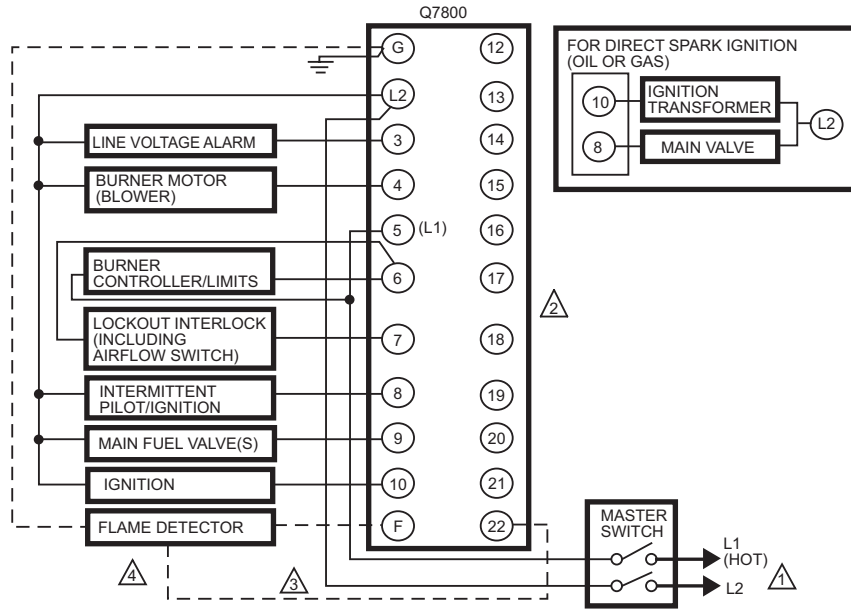 Q7800
G
12
L2
13
LINE VOLTAGE ALARM
3
14
BURNER MOTOR
(BLOWER)
4
15
5
(L1)
16
BURNER
CONTROLLER/LIMITS
6
17
LOCKOUT INTERLOCK
(INCLUDING
AIRFLOW SWITCH)
7
18
INTERMITTENT
PILOT/IGNITION
8
19
MAIN FUEL VALVE(S)
9
20
IGNITION
10
21
FLAME DETECTOR
F
22
4
3
2
FOR DIRECT SPARK IGNITION
(OIL OR GAS)
10
IGNITION
TRANSFORMER
L2
8
MAIN VALVE
MASTER
SWITCH
L1
(HOT)
L2
1